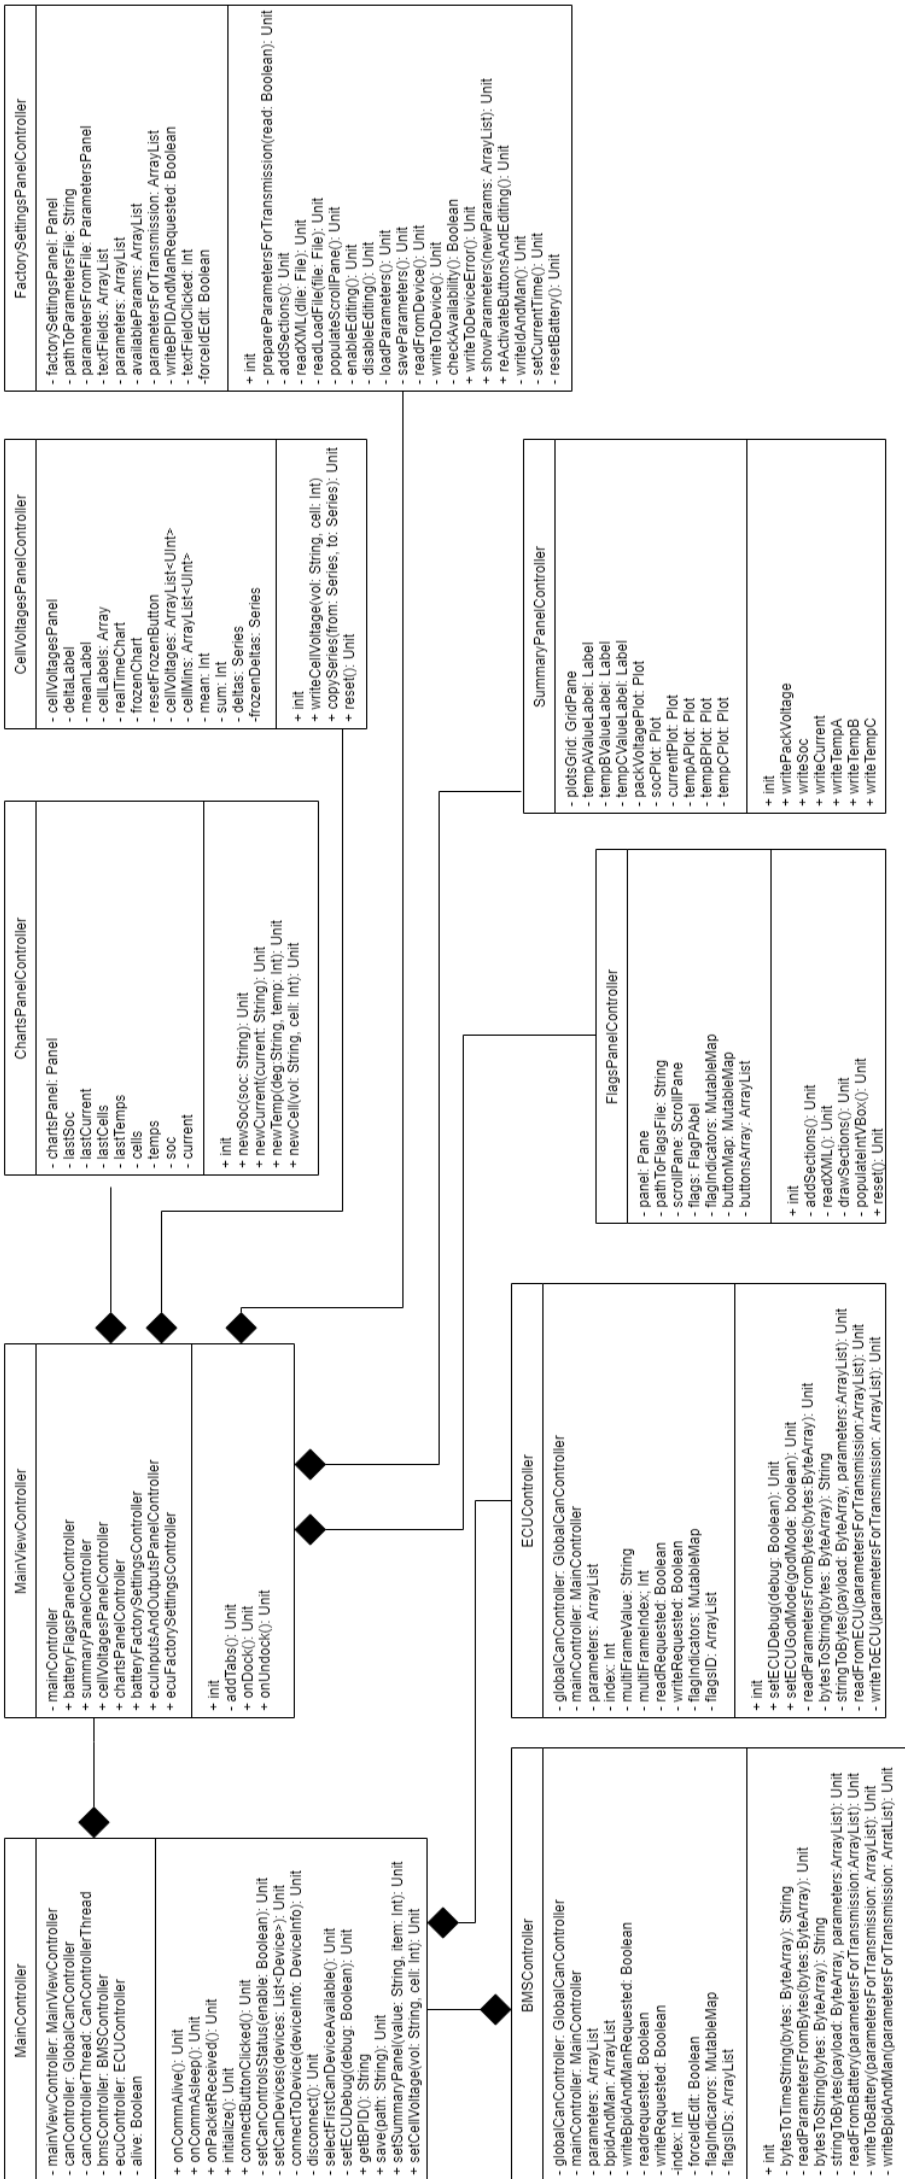 MainController
- mainViewController: MainViewController
- canController: GlobalCanController
- canControllerThread: CanControllerThread
- bmsController: BMSController
- ecuController: ECUController
- alive: Boolean
+ onCommAlive(): Unit
+ onCommAsleep(): Unit
+ onPacketReceived(): Unit
- initialize(): Unit
+ connectButtonClicked(): Unit
- setCanControlsStatus(enable: Boolean): Unit
- setCanDevices(devices: List<Device>): Unit
- connectToDevice(deviceInfo: DeviceInfo): Unit
- disconnect(): Unit
- selectFirstCanDeviceAvailable(): Unit
- setECUDebug(debug: Boolean): Unit
+ getBPID(): String
+ save(path: String): Unit
+ setSummaryPanel(value: String, item: Int): Unit
+ setCellVoltage(vol: String, cell: Int): Unit
MainViewController
- mainController
+ batteryFlagsPanelController
+ summaryPanelController
+ cellVoltagesPanelController
+ chartsPanelController
+ batteryFactorySettingsController
+ ecuInputsAndOutputsPanelController
+ ecuFactorySettingsController
+ init
- addTabs(): Unit
+ onDock(): Unit
+ onUndock(): Unit
ChartsPanelController
- chartsPanel: Panel
- lastSoc
- lastCurrent
- lastCells
- lastTemps
- cells
- temps
- soc
- current
+ init
+ newSoc(soc: String): Unit
+ newCurrent(current: String): Unit
+ newTemp(deg:String, temp: Int): Unit
+ newCell(vol: String, cell: Int): Unit
CellVoltagesPanelController
- cellVoltagesPanel
- deltaLabel
- meanLabel
- cellLabels: Array
- realTimeChart
- frozenChart
- resetFrozenButton
- cellVoltages: ArrayList<UInt>
- cellMins: ArrayList<UInt>
- mean: Int
- sum: Int
- deltas: Series
-frozenDeltas: Series
+ init
+ writeCellVoltage(vol: String, cell: Int)
+ copySeries(from: Series, to: Series): Unit
+ reset(): Unit
FactorySettingsPanelController
- factorySettingsPanel: Panel
- pathToParametersFile: String
- parametersFromFile: ParametersPanel
- textFields: ArrayList
- parameters: ArrayList
- availableParams: ArrayList
- parametersForTransmission: ArrayList
- writeBPIDAndManRequested: Boolean
- textFieldClicked: Int
-forceIdEdit: Boolean
+ init
- prepareParametersForTransmission(read: Boolean): Unit
- addSections(): Unit
- readXML(dile: File): Unit
- readLoadFile(file: File): Unit
- populateScrollPane(): Unit
- enableEditing(): Unit
- disableEditing(): Unit
- loadParameters(): Unit
- saveParameters(): Unit
- readFromDevice(): Unit
- writeToDevice(): Unit
- checkAvailability(): Boolean
+ writeToDeviceError(): Unit
+ showParameters(newParams: ArrayList): Unit
+ reActivateButtonsAndEditing(): Unit
- writeIdAndMan(): Unit
- setCurrentTime(): Unit
- resetBattery(): Unit
BMSController
- globalCanController: GlobalCanController
- mainController: MainController
- parameters: ArrayList
- bpidAndMan: ArrayList
- writeBpidAndManRequested: Boolean
- readrequested: Boolean
- writeRequested: Boolean
-index: Int
- forceIdEdit: Boolean
- flagIndicarors: MutableMap
- flagsIDs: ArrayList
- init
- bytesToTimeString(bytes: ByteArray): String
- readParametersFromBytes(bytes:ByteArray): Unit
- bytesToString(bytes: ByteArray): String
- stringToBytes(payload: ByteArray, parameters:ArrayList): Unit
- readFromBattery(parametersForTransmission:ArrayList): Unit
- writeToBattery(parametersForTransmission: ArrayList): Unit
- writeBpidAndMan(parametersForTransmission: ArratList): Unit
ECUController
- globalCanController: GlobalCanController
- mainController: MainController
- parameters: ArrayList
- index: Int
- multiFrameValue: String
- multiFrameIndex; Int
- readRequested: Boolean
- writeRequested: Boolean
- flagIndicators: MutableMap
- flagsID: ArrayList
+ init
+ setECUDebug(debug: Boolean): Unit
+ setECUGodMode(godMode: boolean): Unit
- readParametersFromBytes(bytes:ByteArray): Unit
- bytesToString(bytes: ByteArray): String
- stringToBytes(payload: ByteArray, parameters:ArrayList): Unit
- readFromECU(parametersForTransmission:ArrayList): Unit
- writeToECU((parametersForTransmission: ArrayList): Unit
FlagsPanelController
- panel: Pane
- pathToFlagsFile: String
- scrollPane: ScrollPane
- flags: FlagPAbel
- flagIndicators: MutableMap
- buttonMap: MutableMap
- buttonsArray: ArrayList
+ init
- addSections(): Unit
- readXML(): Unit
- drawSections(): Unit
- populateIntVBox(): Unit
+ reset(): Unit
SummaryPanelController
- plotsGrid: GridPane
- tempAValueLabel: Label
- tempBValueLabel: Label
- tempCValueLabel: Label
- packVoltagePlot: Plot
- socPlot: Plot
- currentPlot: Plot
- tempAPlot: Plot
- tempBPlot: Plot
- tempCPlot: Plot
+ init
+ writePackVoltage
+ writeSoc
+ writeCurrent
+ writeTempA
+ writeTempB
+ writeTempC